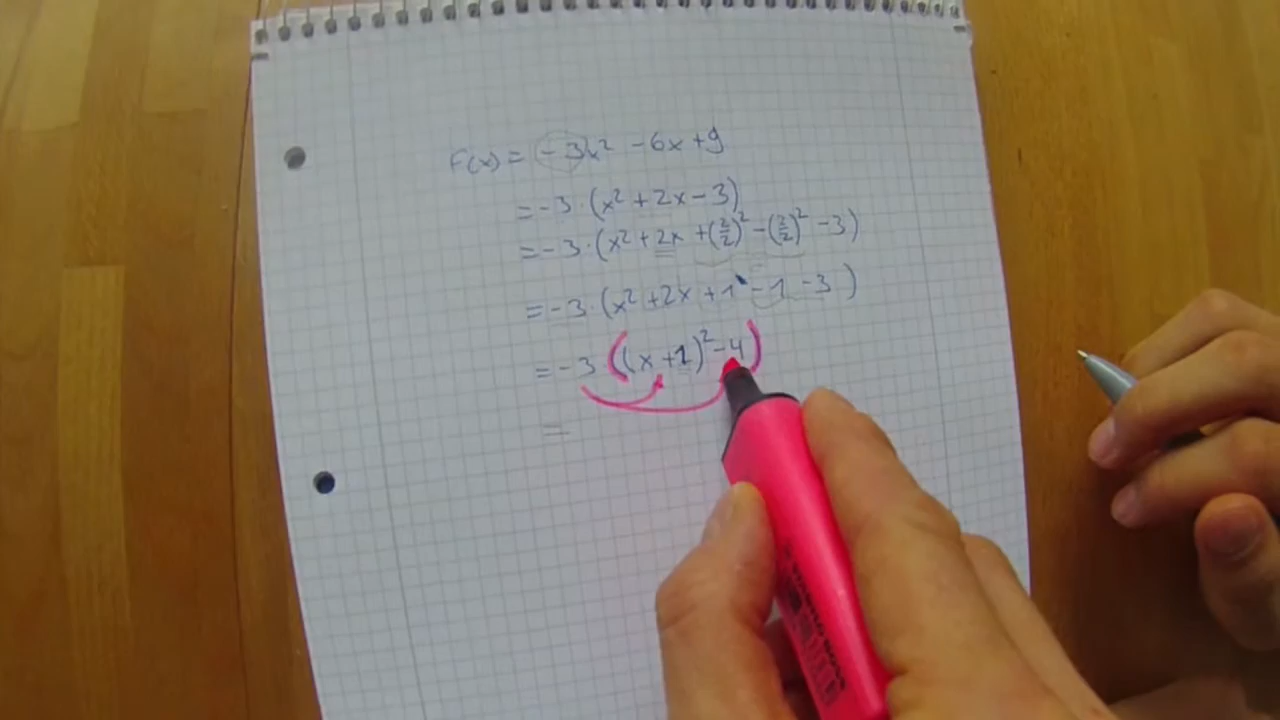 F(x) = -3x² - 6x + 9
= -3 · (x² + 2x - 3)
= -3 · (x² + 2x + (2/2)² - (2/2)² - 3)
= -3 · (x² + 2x + 1 - 1 - 3)
= -3 ((x + 1)² - 4)
=